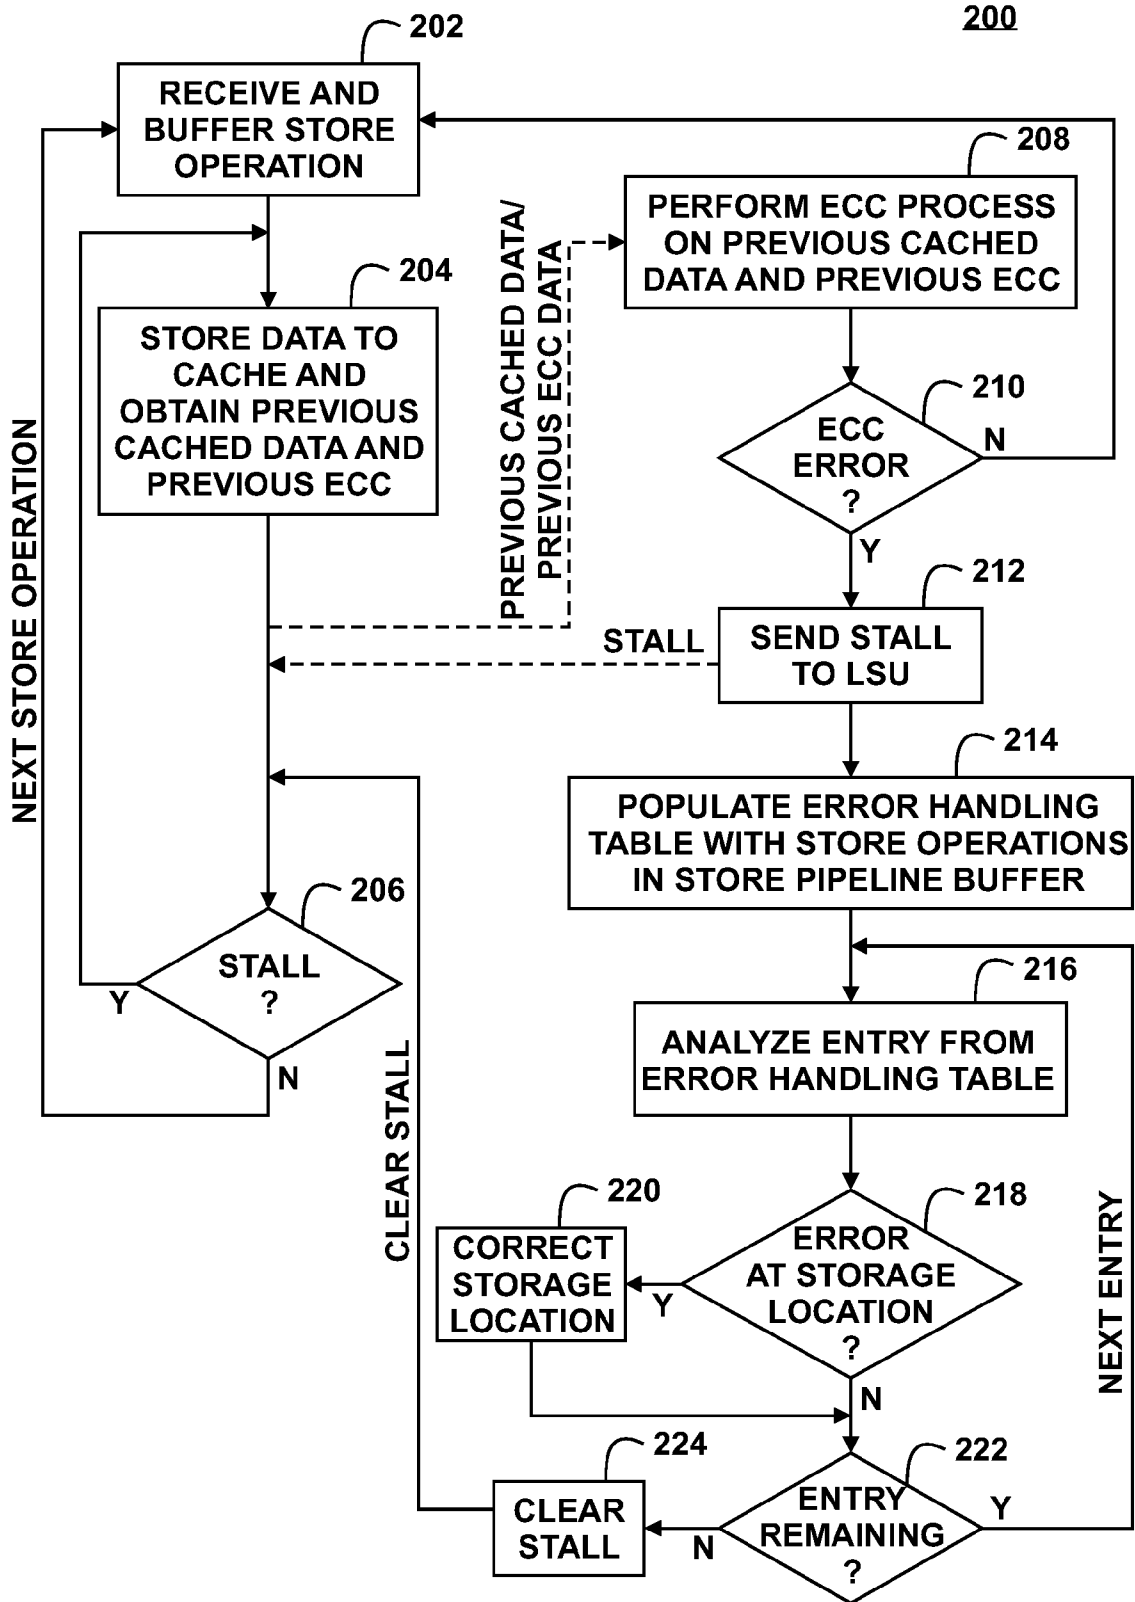 200
202
RECEIVE AND
BUFFER STORE
OPERATION
208
PERFORM ECC PROCESS
ON PREVIOUS CACHED
DATA AND PREVIOUS ECC
PREVIOUS CACHED DATA/
PREVIOUS ECC DATA
204
STORE DATA TO
CACHE AND
OBTAIN PREVIOUS
CACHED DATA AND
PREVIOUS ECC
210
ECC
ERROR
?
N
Y
NEXT STORE OPERATION
212
SEND STALL
TO LSU
STALL
214
POPULATE ERROR HANDLING
TABLE WITH STORE OPERATIONS
IN STORE PIPELINE BUFFER
206
STALL
?
Y
N
216
ANALYZE ENTRY FROM
ERROR HANDLING TABLE
CLEAR STALL
218
ERROR
AT STORAGE
LOCATION
?
Y
N
220
CORRECT
STORAGE
LOCATION
NEXT ENTRY
222
ENTRY
REMAINING
?
Y
N
224
CLEAR
STALL